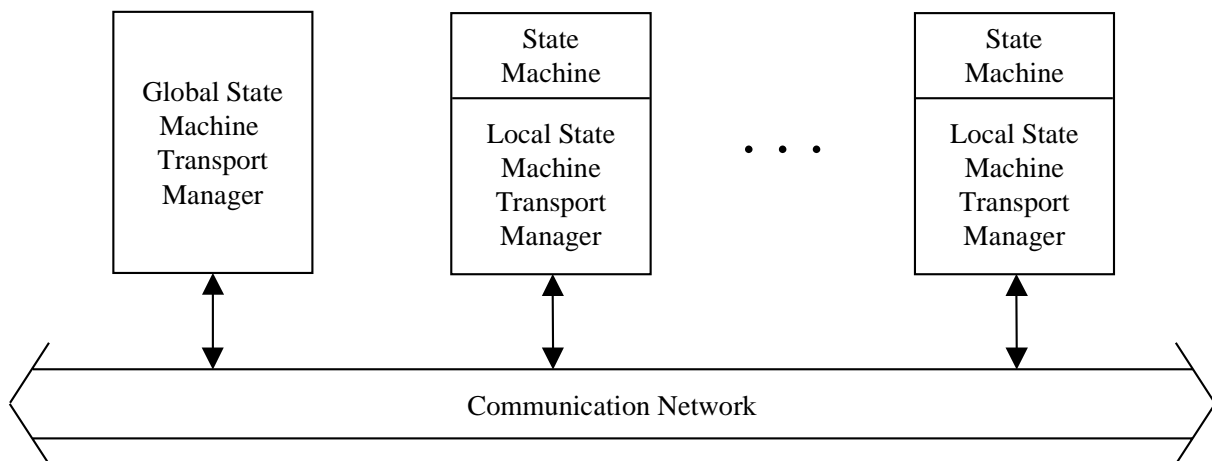 Global State
Machine
Transport
Manager
State
Machine
Local State
Machine
Transport
Manager
. . .
State
Machine
Local State
Machine
Transport
Manager
Communication Network